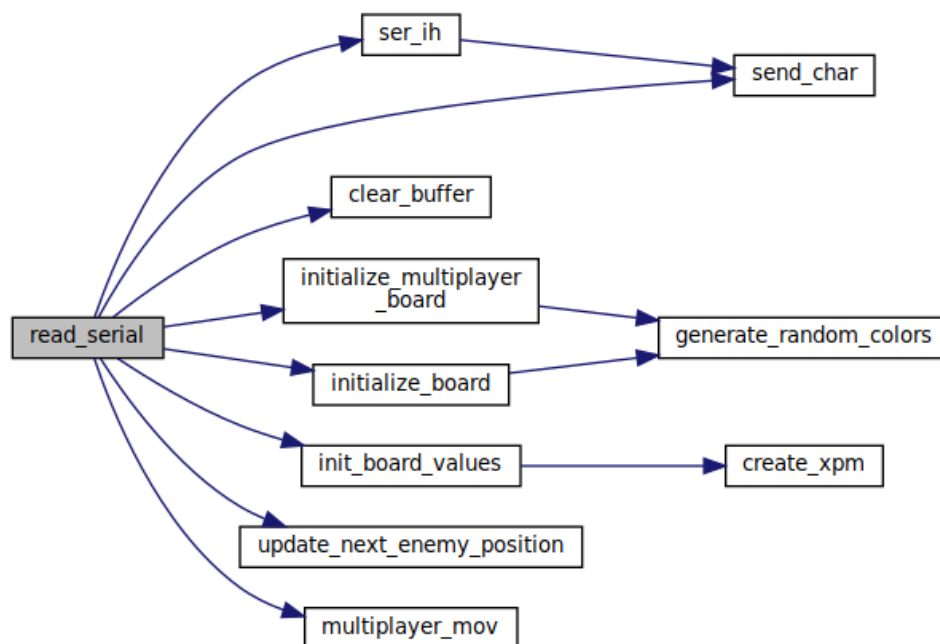 ser_ih
send_char
clear_buffer
initialize_multiplayer
_board
read_serial
generate_random_colors
initialize_board
init_board_values
create_xpm
update_next_enemy_position
multiplayer_mov